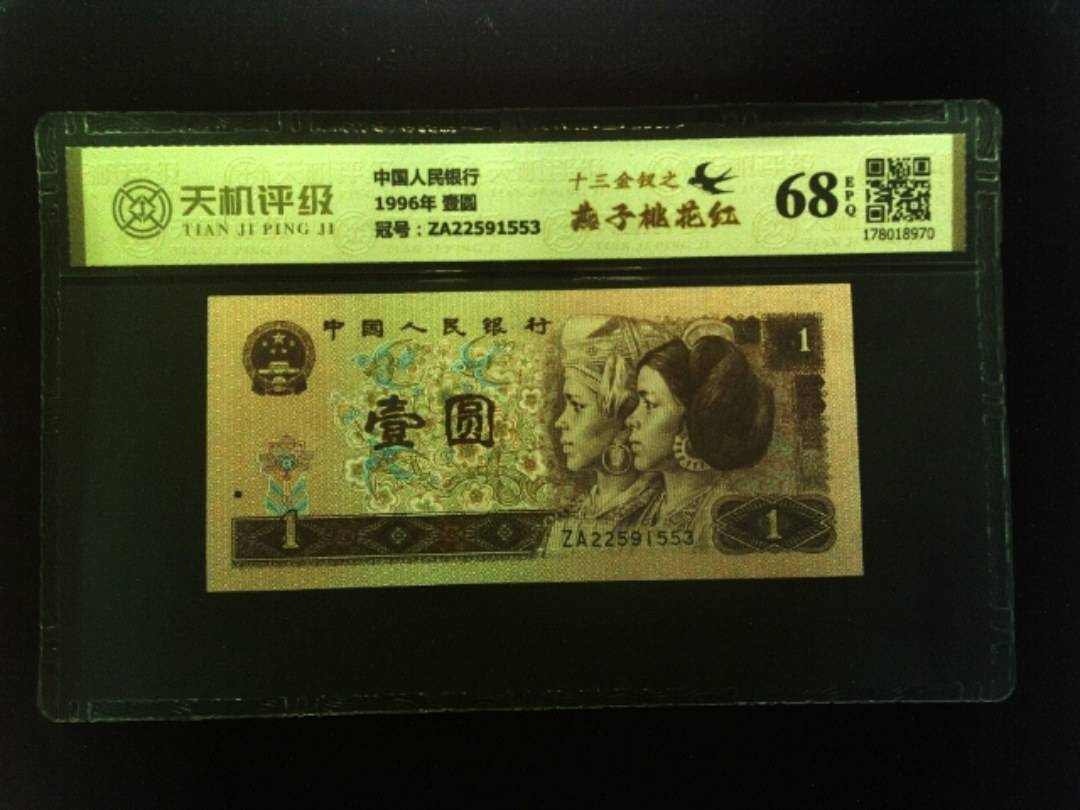 天机评级
TIAN JI PING JI
中国人民银行
1996年 壹圆
冠号：ZA22591553
十三金钗之
燕子桃花红
68
EPQ
178018970
中国人民银行
1
壹圆
1
ZA22591553
1